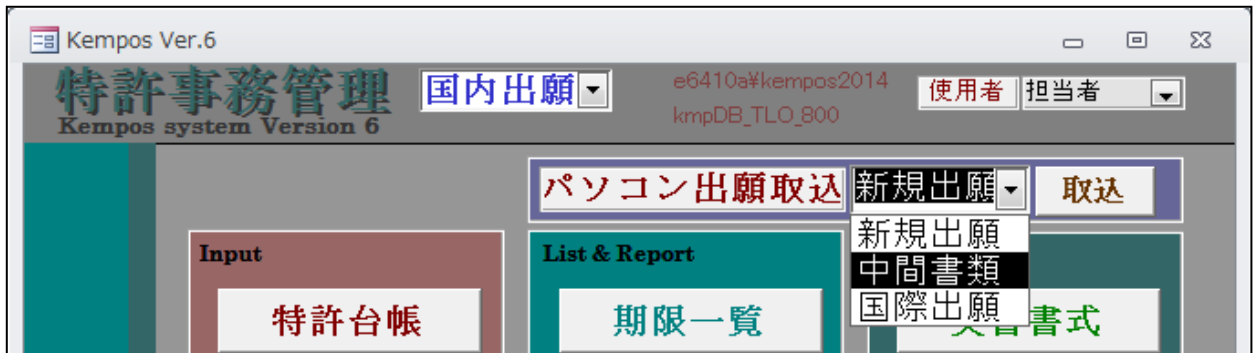 Kempos Ver.6
特許事務管理
国内出願
e6410a¥kempos2014
使用者
担当者
Kempos system Version 6
kmpDB_TLO_800
パソコン出願取込
新規出願
取込
新規出願
中間書類
国際出願
Input
List & Report
特許台帳
期限一覧
書式